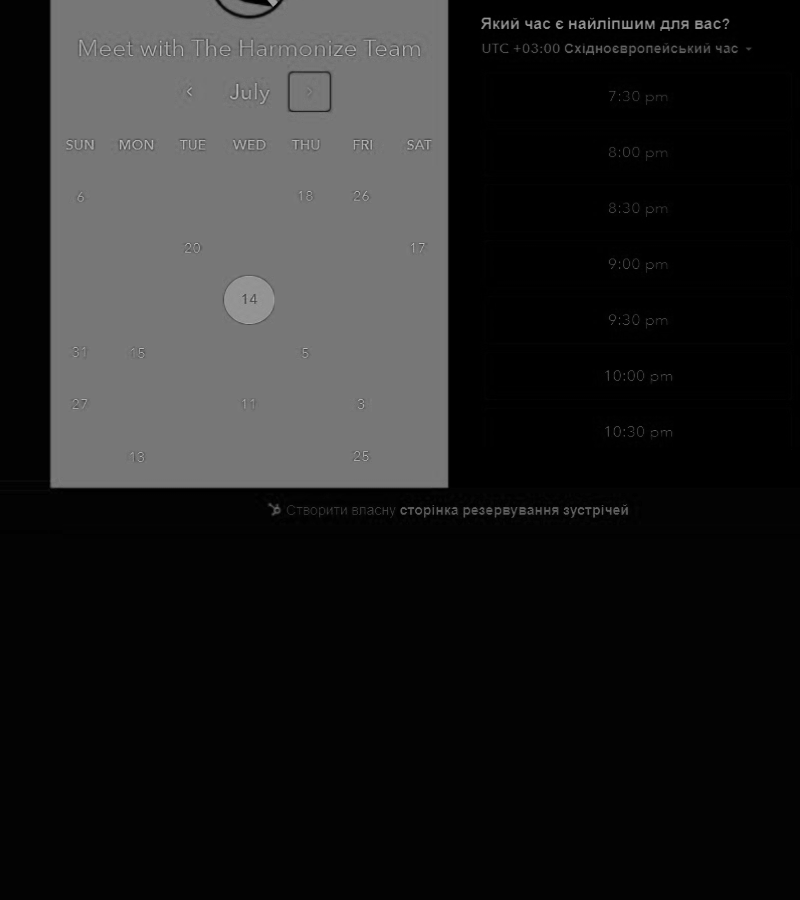 Meet with The Harmonize Team
July
SUN MON TUE WED THU FRI SAT
6 18 26
20 17
14
31 15 5
27 11 3
13 25
Який час є найліпшим для вас?
UTC +03:00 Східноєвропейський час
7:30 pm
8:00 pm
8:30 pm
9:00 pm
9:30 pm
10:00 pm
10:30 pm
Створити власну сторінка резервування зустрічей